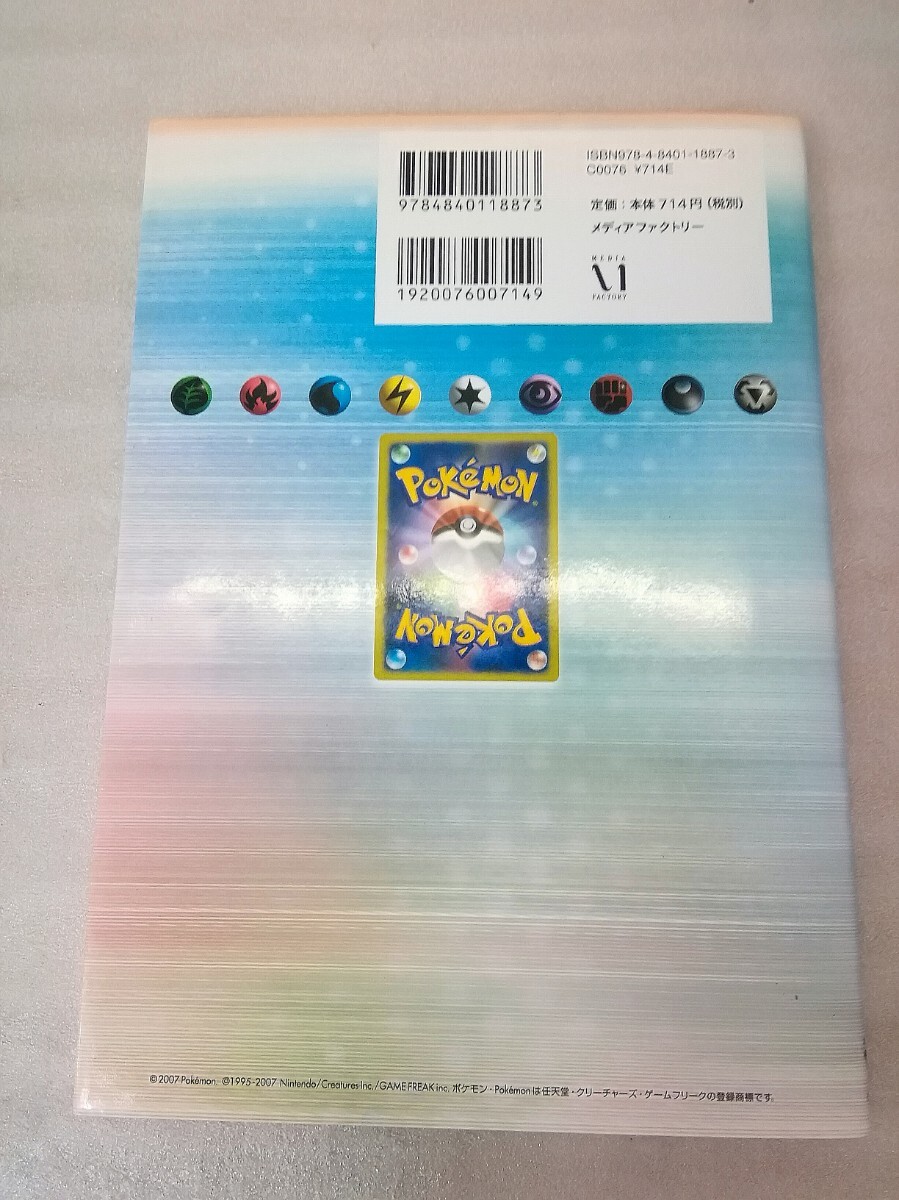 ISBN978-4-8401-1887-3
C0076 ¥714E
9784840118873
定価：本体714円（税別）
メディアファクトリー
1920076007149
MEDIA
FACTORY
POKéMON
POKéMON
©2007 Pokémon. ©1995-2007 Nintendo/Creatures Inc./GAME FREAK inc. ポケモン・Pokémonは任天堂・クリーチャーズ・ゲームフリークの登録商標です。